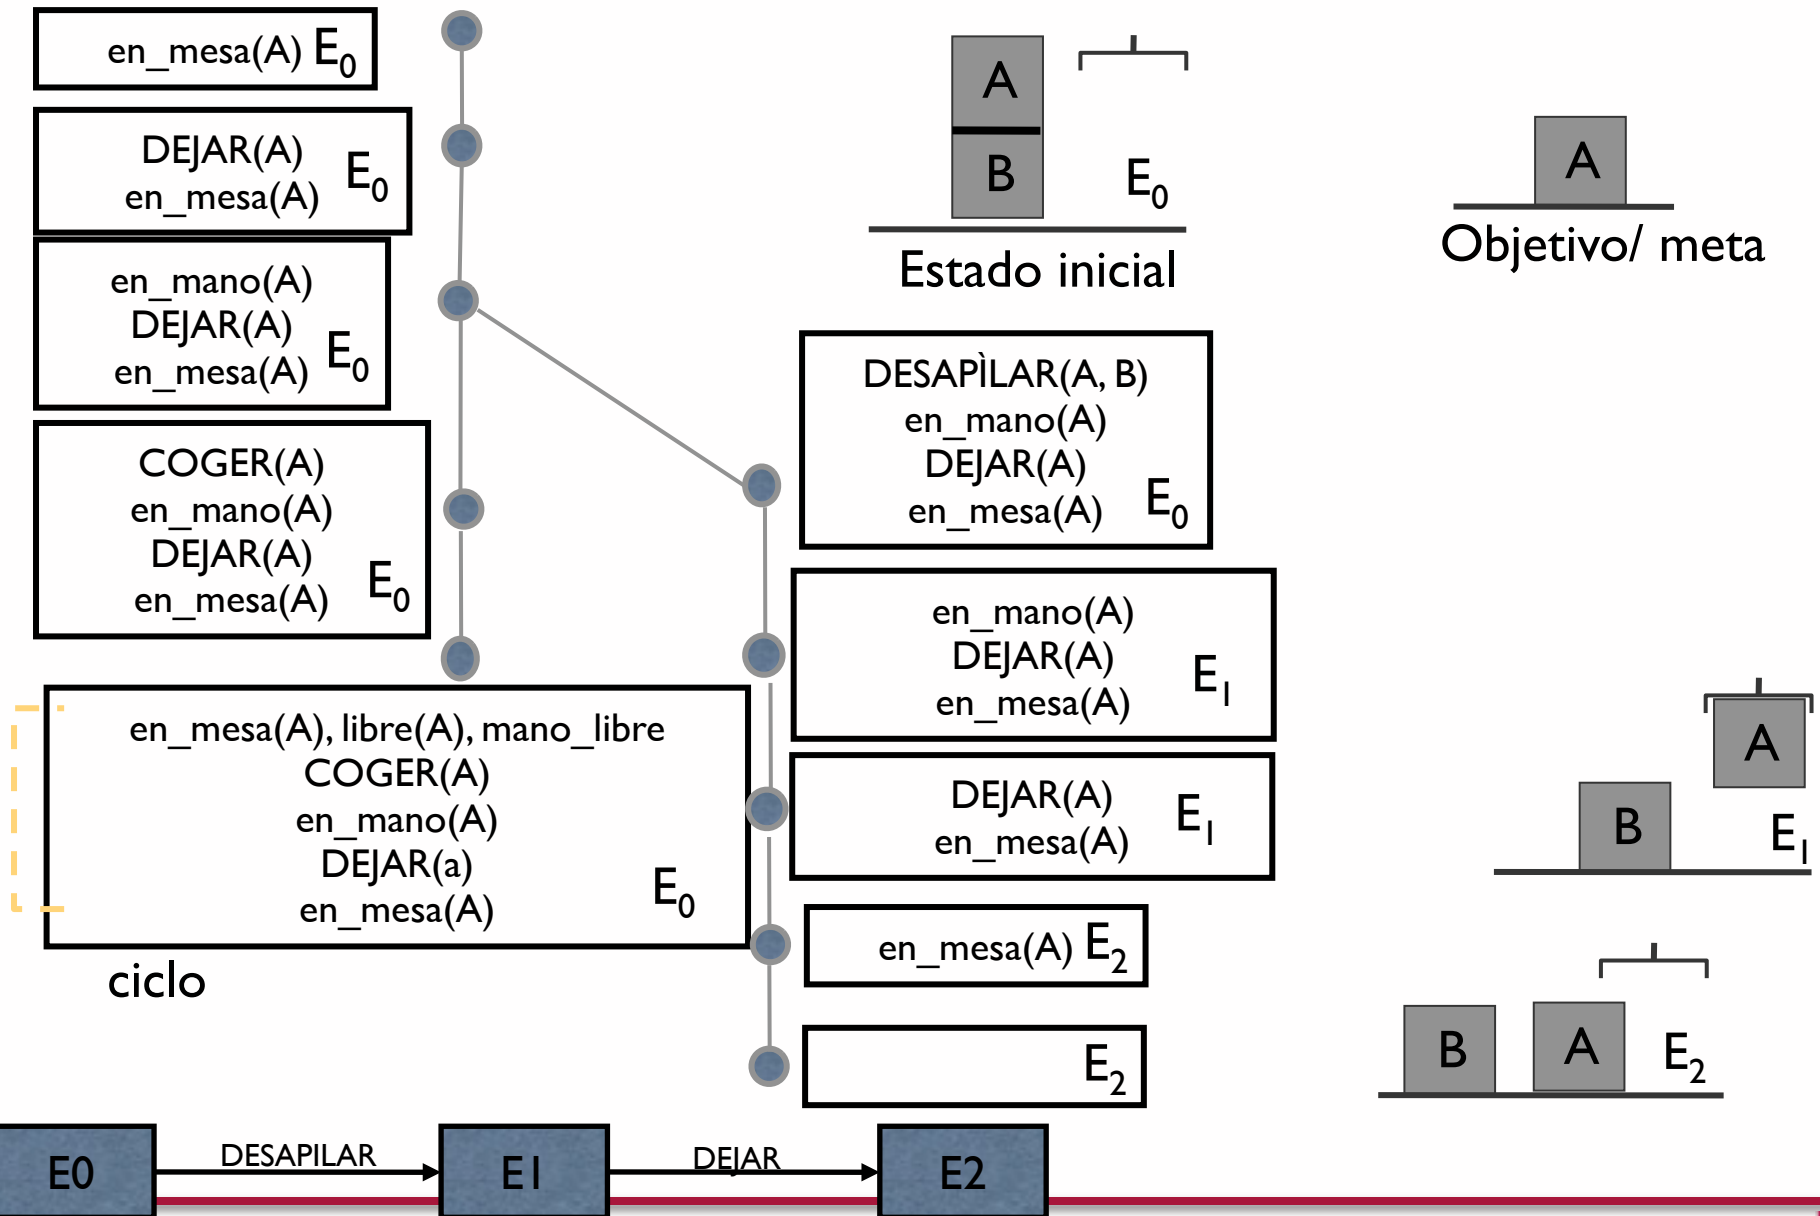 en_mesa(A) E0
DEJAR(A)
en_mesa(A)
E0
en_mano(A)
DEJAR(A)
en_mesa(A)
E0
COGER(A)
en_mano(A)
DEJAR(A)
en_mesa(A)
E0
en_mesa(A), libre(A), mano_libre
COGER(A)
en_mano(A)
DEJAR(a)
en_mesa(A)
E0
ciclo
A
B
E0
Estado inicial
A
Objetivo/ meta
DESAPÌLAR(A, B)
en_mano(A)
DEJAR(A)
en_mesa(A)
E0
en_mano(A)
DEJAR(A)
en_mesa(A)
E1
DEJAR(A)
en_mesa(A)
E1
en_mesa(A) E2
E2
A
B
E1
B A E2
E0 DESAPILAR E1 DEJAR E2